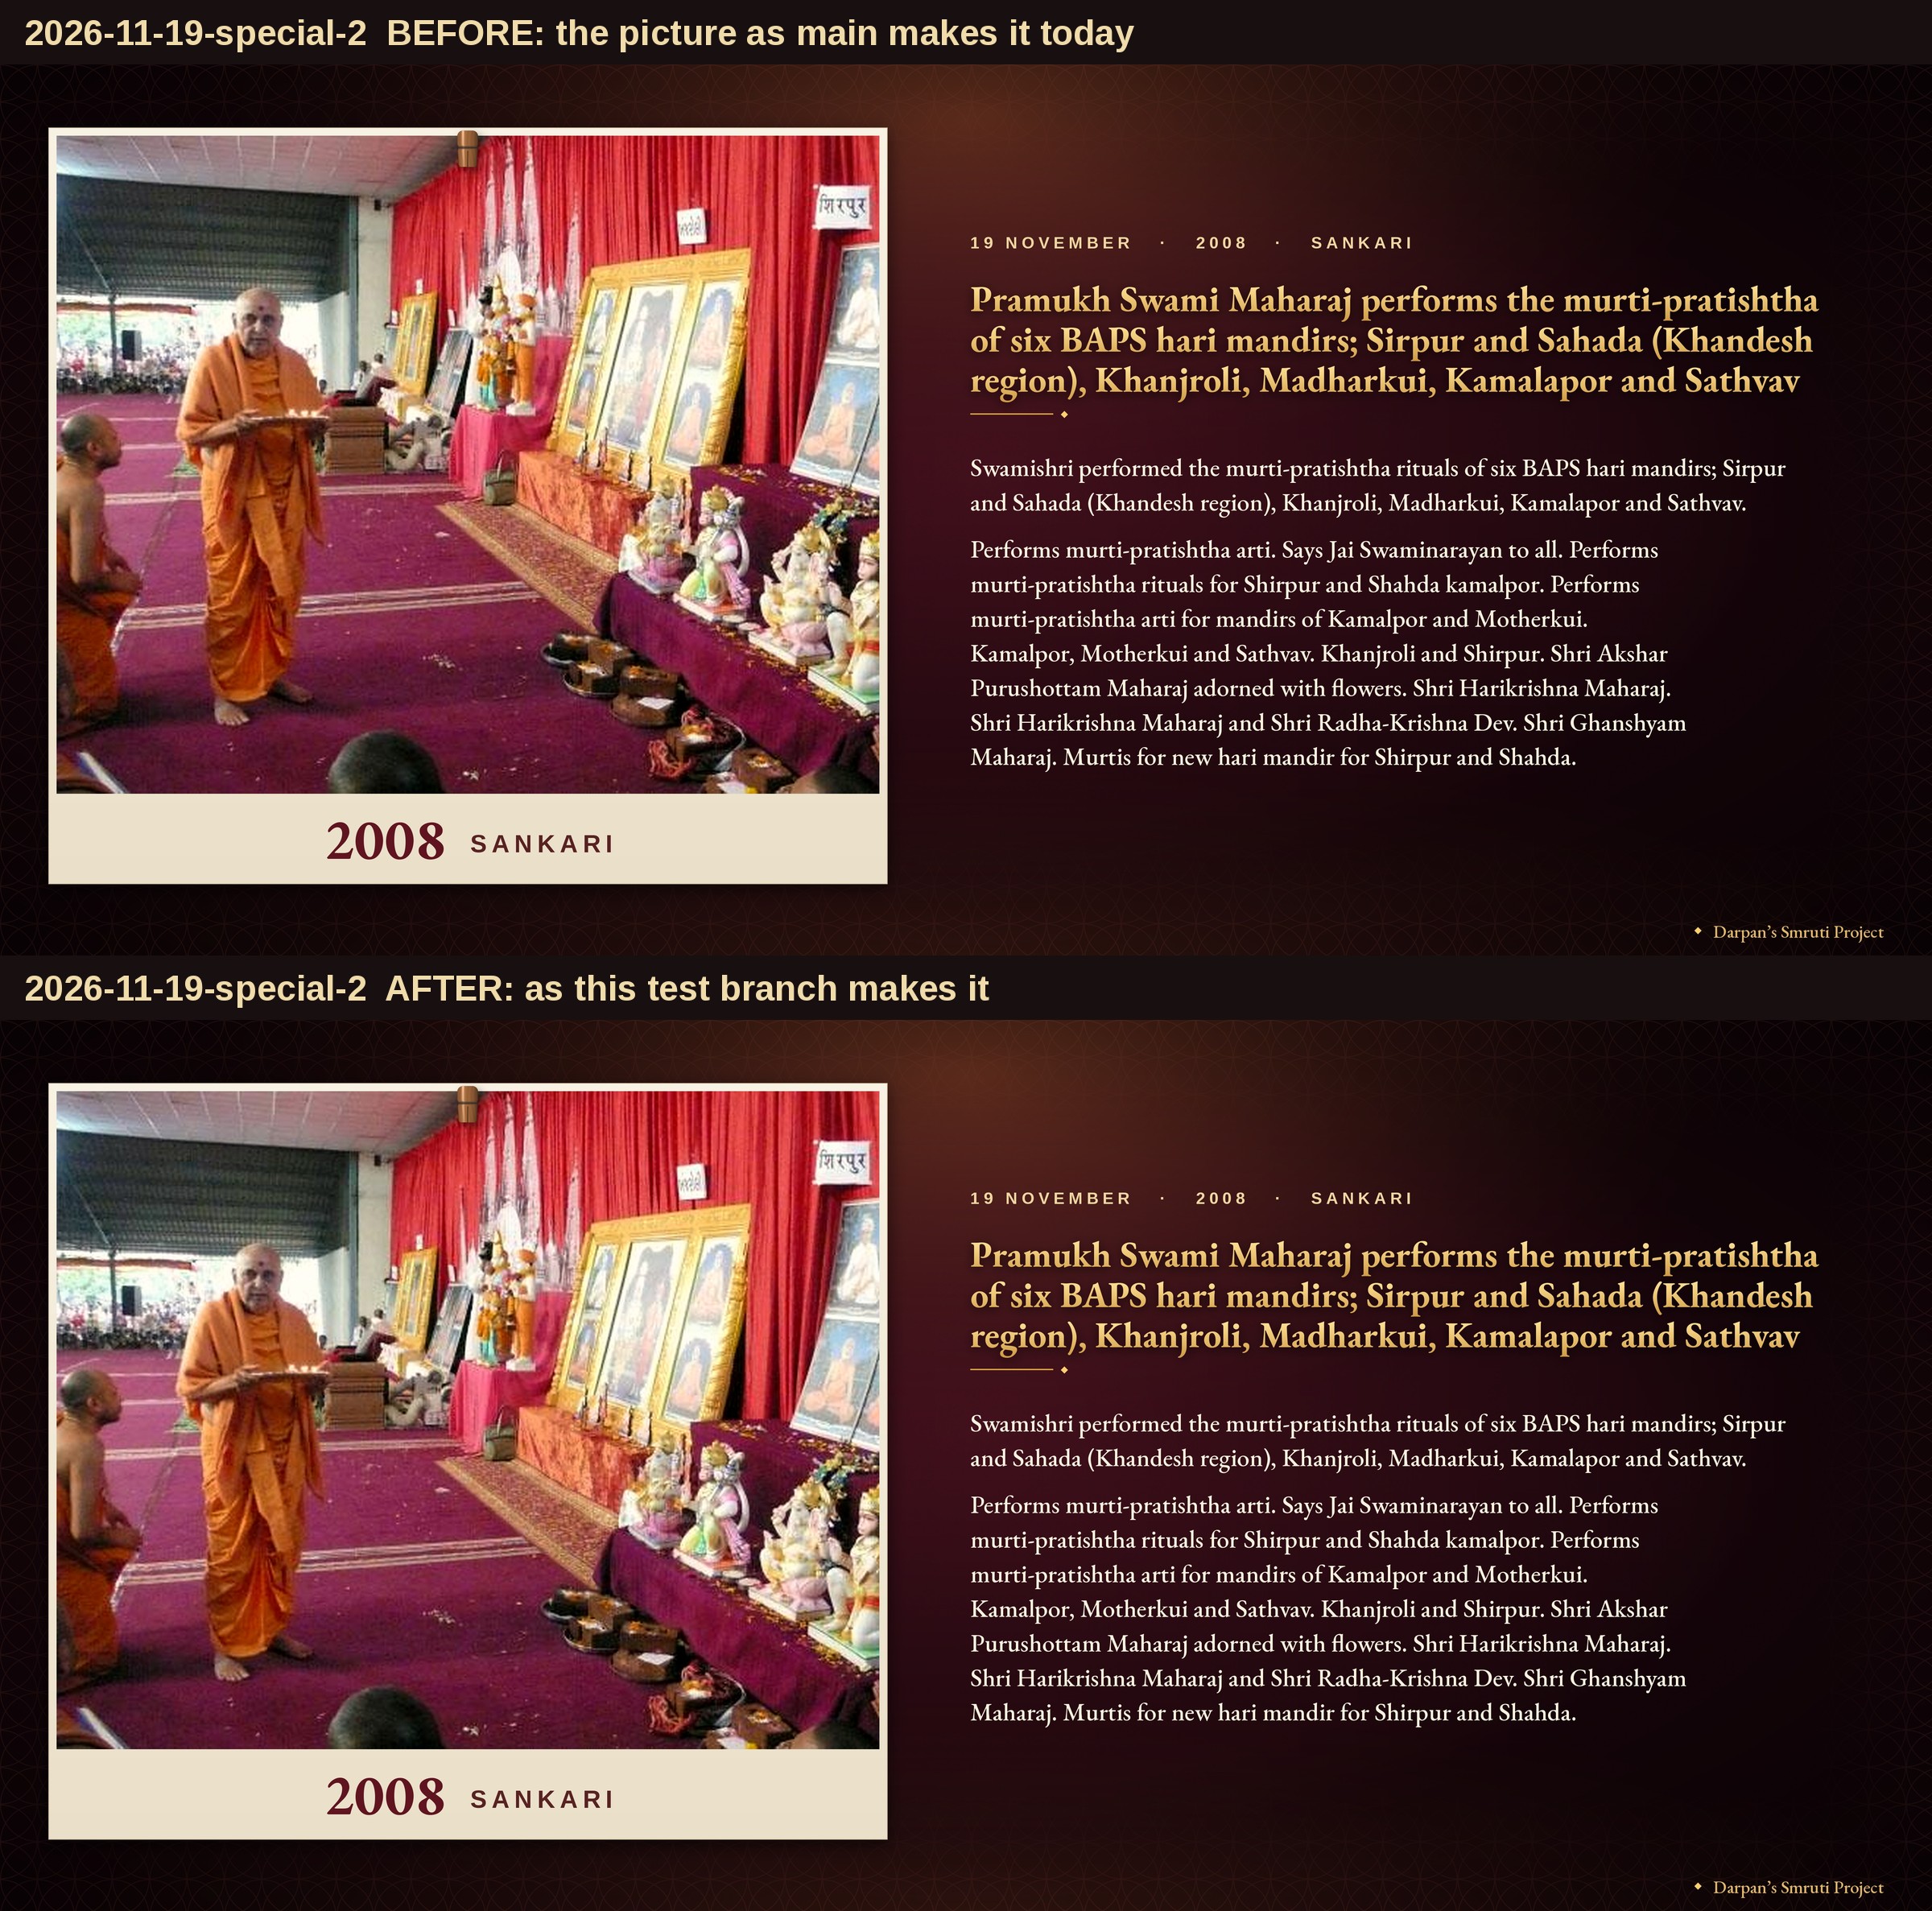 2026-11-19-special-2 BEFORE: the picture as main makes it today
शिरपुर
19 NOVEMBER · 2008 · SANKARI
Pramukh Swami Maharaj performs the murti-pratishtha
of six BAPS hari mandirs; Sirpur and Sahada (Khandesh
region), Khanjroli, Madharkui, Kamalapor and Sathvav
Swamishri performed the murti-pratishtha rituals of six BAPS hari mandirs; Sirpur
and Sahada (Khandesh region), Khanjroli, Madharkui, Kamalapor and Sathvav.
Performs murti-pratishtha arti. Says Jai Swaminarayan to all. Performs
murti-pratishtha rituals for Shirpur and Shahda kamalpor. Performs
murti-pratishtha arti for mandirs of Kamalpor and Motherkui.
Kamalpor, Motherkui and Sathvav. Khanjroli and Shirpur. Shri Akshar
Purushottam Maharaj adorned with flowers. Shri Harikrishna Maharaj.
Shri Harikrishna Maharaj and Shri Radha-Krishna Dev. Shri Ghanshyam
Maharaj. Murtis for new hari mandir for Shirpur and Shahda.
2008 SANKARI
Darpan’s Smruti Project
2026-11-19-special-2 AFTER: as this test branch makes it
शिरपुर
19 NOVEMBER · 2008 · SANKARI
Pramukh Swami Maharaj performs the murti-pratishtha
of six BAPS hari mandirs; Sirpur and Sahada (Khandesh
region), Khanjroli, Madharkui, Kamalapor and Sathvav
Swamishri performed the murti-pratishtha rituals of six BAPS hari mandirs; Sirpur
and Sahada (Khandesh region), Khanjroli, Madharkui, Kamalapor and Sathvav.
Performs murti-pratishtha arti. Says Jai Swaminarayan to all. Performs
murti-pratishtha rituals for Shirpur and Shahda kamalpor. Performs
murti-pratishtha arti for mandirs of Kamalpor and Motherkui.
Kamalpor, Motherkui and Sathvav. Khanjroli and Shirpur. Shri Akshar
Purushottam Maharaj adorned with flowers. Shri Harikrishna Maharaj.
Shri Harikrishna Maharaj and Shri Radha-Krishna Dev. Shri Ghanshyam
Maharaj. Murtis for new hari mandir for Shirpur and Shahda.
2008 SANKARI
Darpan’s Smruti Project